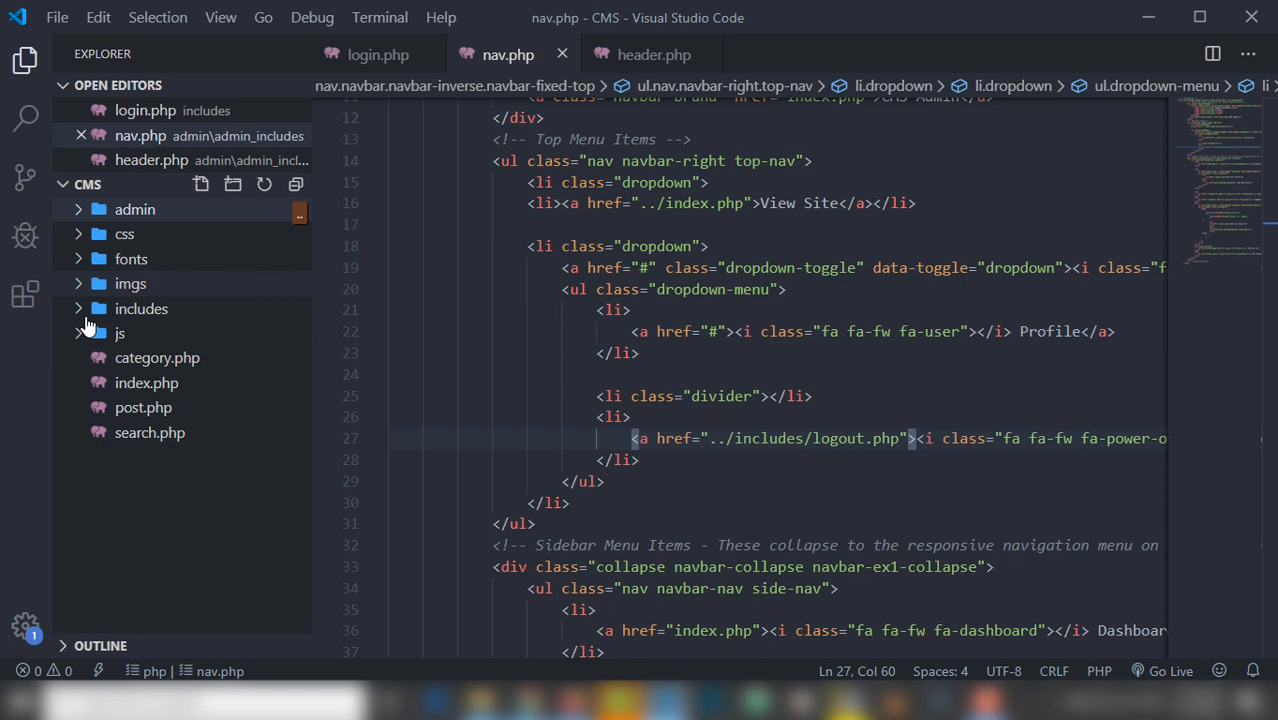 File Edit Selection View Go Debug Terminal Help nav.php - CMS - Visual Studio Code
EXPLORER login.php nav.php header.php
OPEN EDITORS
login.php includes
nav.php admin\admin_includes
header.php admin\admin_incl...
CMS
admin
css
fonts
imgs
includes
js
category.php
index.php
post.php
search.php
OUTLINE
nav.navbar.navbar-inverse.navbar-fixed-top > ul.nav.navbar-right.top-nav > li.dropdown > li.dropdown > ul.dropdown-menu > li >
11 <a class="navbar-brand" href="index.php">CMS Admin</a>
12 </div>
13 <!-- Top Menu Items -->
14 <ul class="nav navbar-right top-nav">
15 <li class="dropdown">
16 <li><a href="../index.php">View Site</a></li>
17
18 <li class="dropdown">
19 <a href="#" class="dropdown-toggle" data-toggle="dropdown"><i class="f
20 <ul class="dropdown-menu">
21 <li>
22 <a href="#"><i class="fa fa-fw fa-user"></i> Profile</a>
23 </li>
24
25 <li class="divider"></li>
26 <li>
27 <a href="../includes/logout.php"><i class="fa fa-fw fa-power-o
28 </li>
29 </ul>
30 </li>
31 </ul>
32 <!-- Sidebar Menu Items - These collapse to the responsive navigation menu on
33 <div class="collapse navbar-collapse navbar-ex1-collapse">
34 <ul class="nav navbar-nav side-nav">
35 <li>
36 <a href="index.php"><i class="fa fa-fw fa-dashboard"></i> Dashboar
37 </li>
1
0 0 php | nav.php Ln 27, Col 60 Spaces: 4 UTF-8 CRLF PHP Go Live